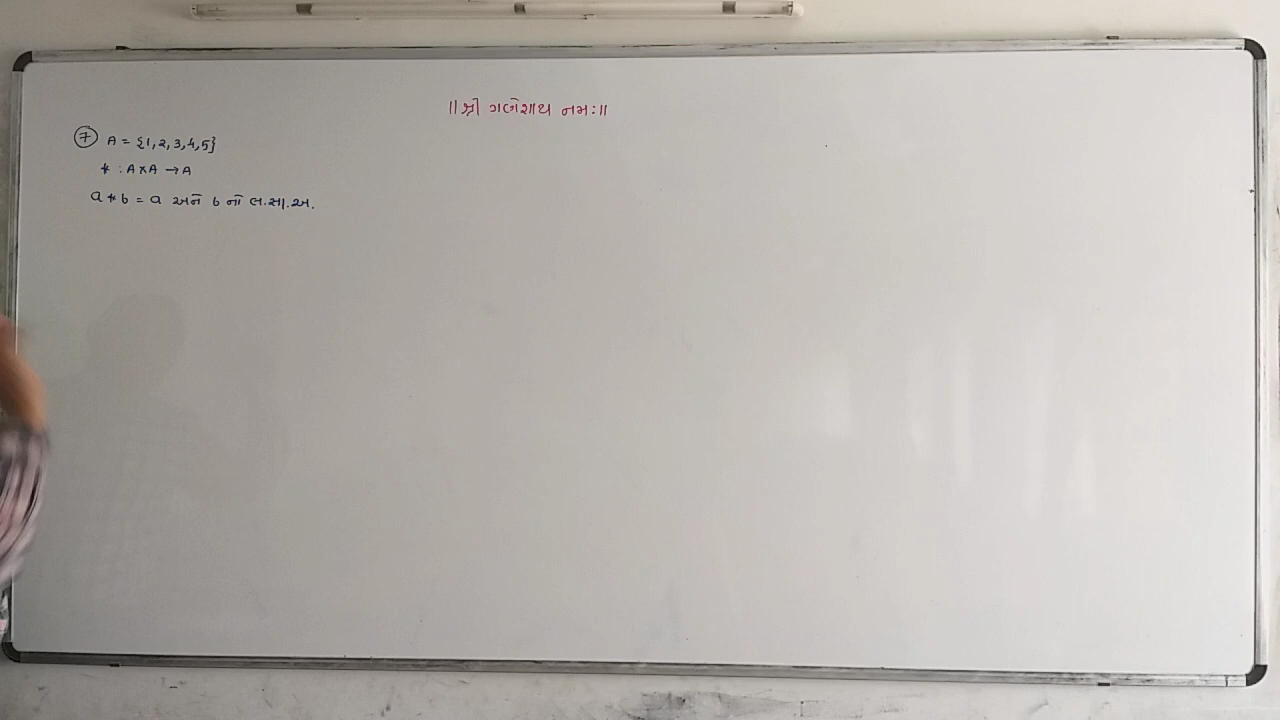 ॥ શ્રી ગણેશાય નમઃ॥
7 A = {1,2,3,4,5}
* : A×A → A
a * b = a અને b નો લ.સા.અ.